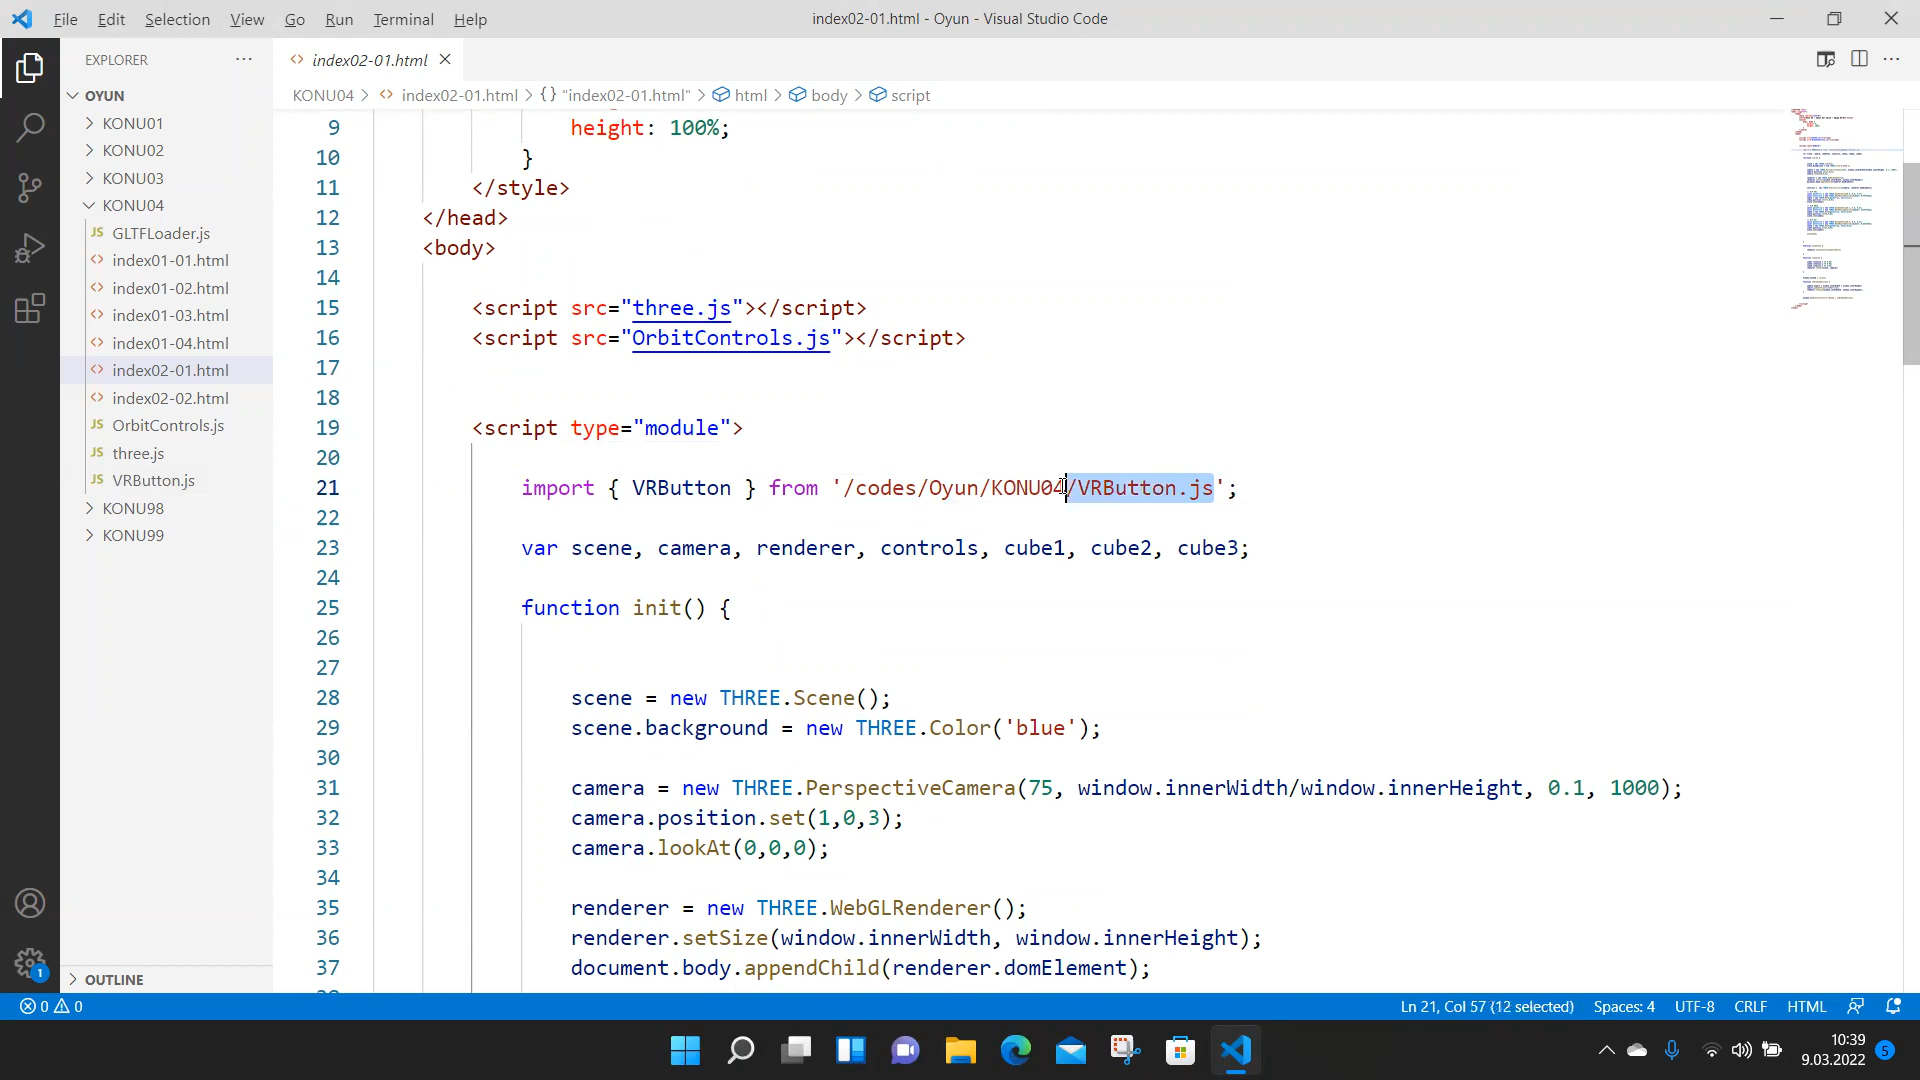 File Edit Selection View Go Run Terminal Help
index02-01.html - Oyun - Visual Studio Code
EXPLORER
OYUN
KONU01
KONU02
KONU03
KONU04
JS GLTFLoader.js
<> index01-01.html
<> index01-02.html
<> index01-03.html
<> index01-04.html
<> index02-01.html
<> index02-02.html
JS OrbitControls.js
JS three.js
JS VRButton.js
KONU98
KONU99
OUTLINE
<> index02-01.html
KONU04 > <> index02-01.html > {} "index02-01.html" > html > body > script
9 height: 100%;
10 }
11 </style>
12 </head>
13 <body>
14
15 <script src="three.js"></script>
16 <script src="OrbitControls.js"></script>
17
18
19 <script type="module">
20
21 import { VRButton } from '/codes/Oyun/KONU04/VRButton.js';
22
23 var scene, camera, renderer, controls, cube1, cube2, cube3;
24
25 function init() {
26
27
28 scene = new THREE.Scene();
29 scene.background = new THREE.Color('blue');
30
31 camera = new THREE.PerspectiveCamera(75, window.innerWidth/window.innerHeight, 0.1, 1000);
32 camera.position.set(1,0,3);
33 camera.lookAt(0,0,0);
34
35 renderer = new THREE.WebGLRenderer();
36 renderer.setSize(window.innerWidth, window.innerHeight);
37 document.body.appendChild(renderer.domElement);
1
0 0
Ln 21, Col 57 (12 selected) Spaces: 4 UTF-8 CRLF HTML
10:39
9.03.2022
5